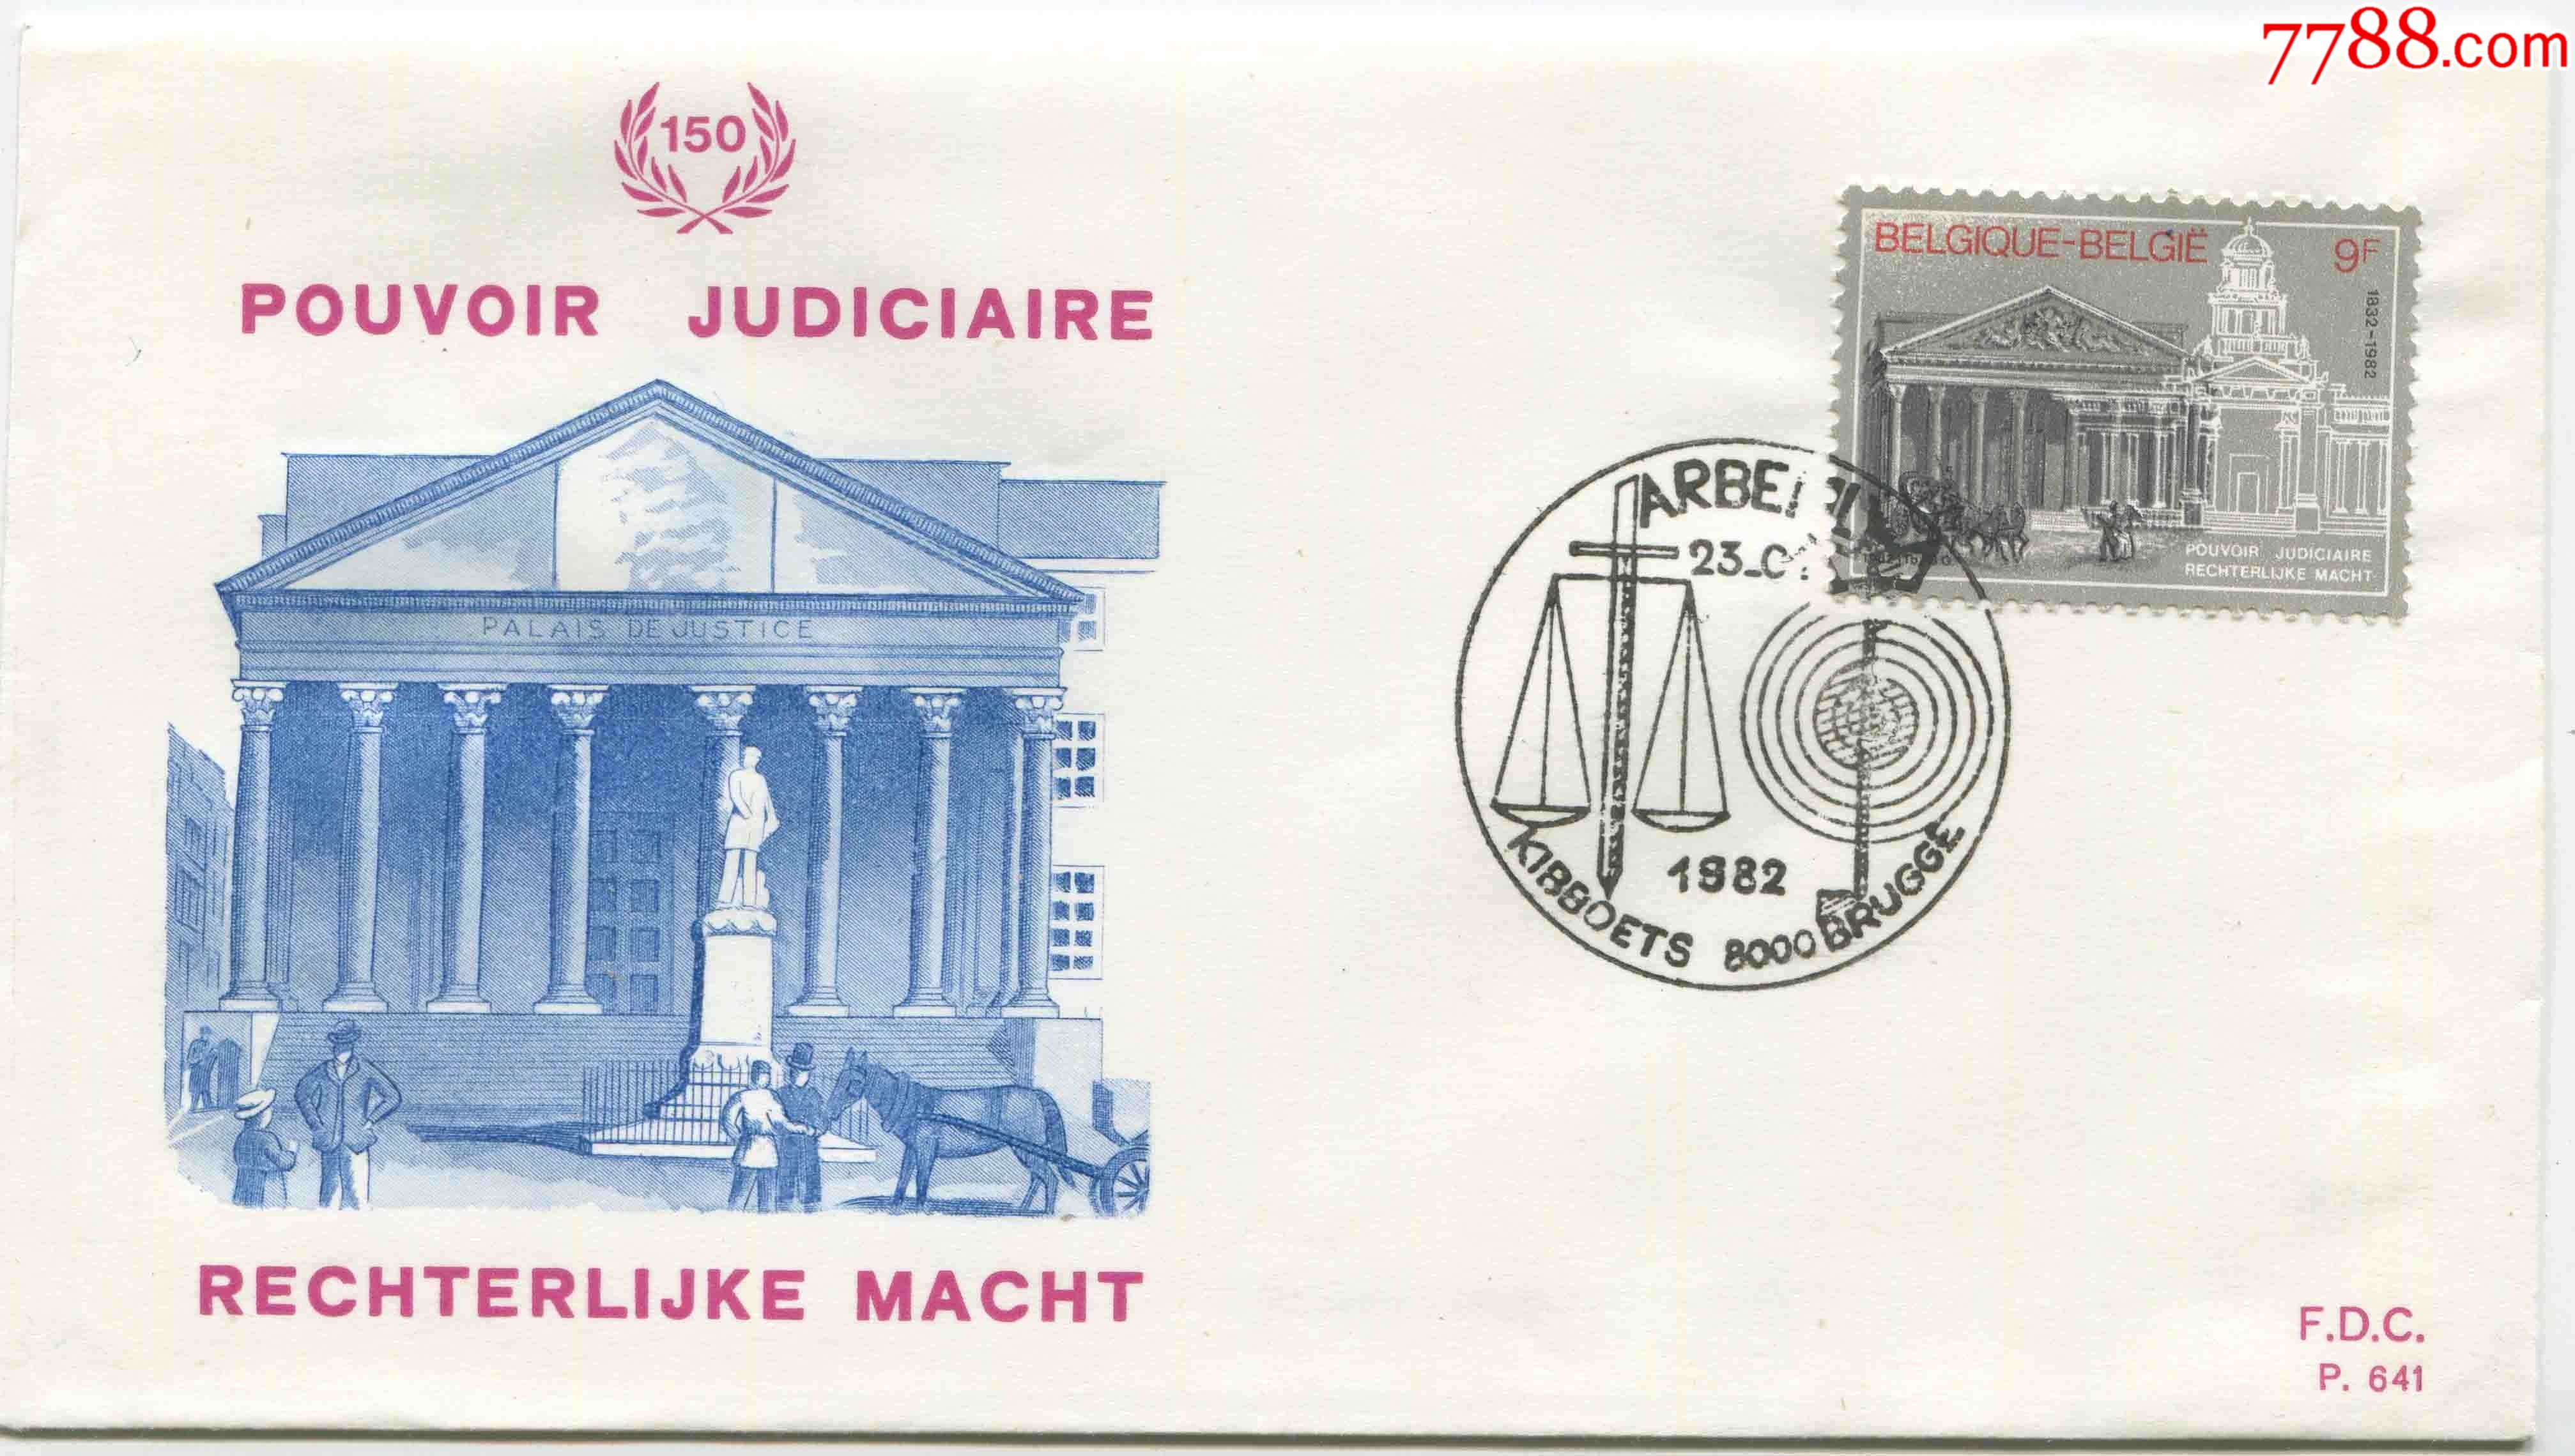 7788.com
150
POUVOIR JUDICIAIRE
PALAIS DE JUSTICE
RECHTERLIJKE MACHT
BELGIQUE-BELGIË 9F
1832-1982
POUVOIR JUDICIAIRE
RECHTERLIJKE MACHT
1982
KIBBOETS 8000 BRUGGE
F.D.C.
P. 641